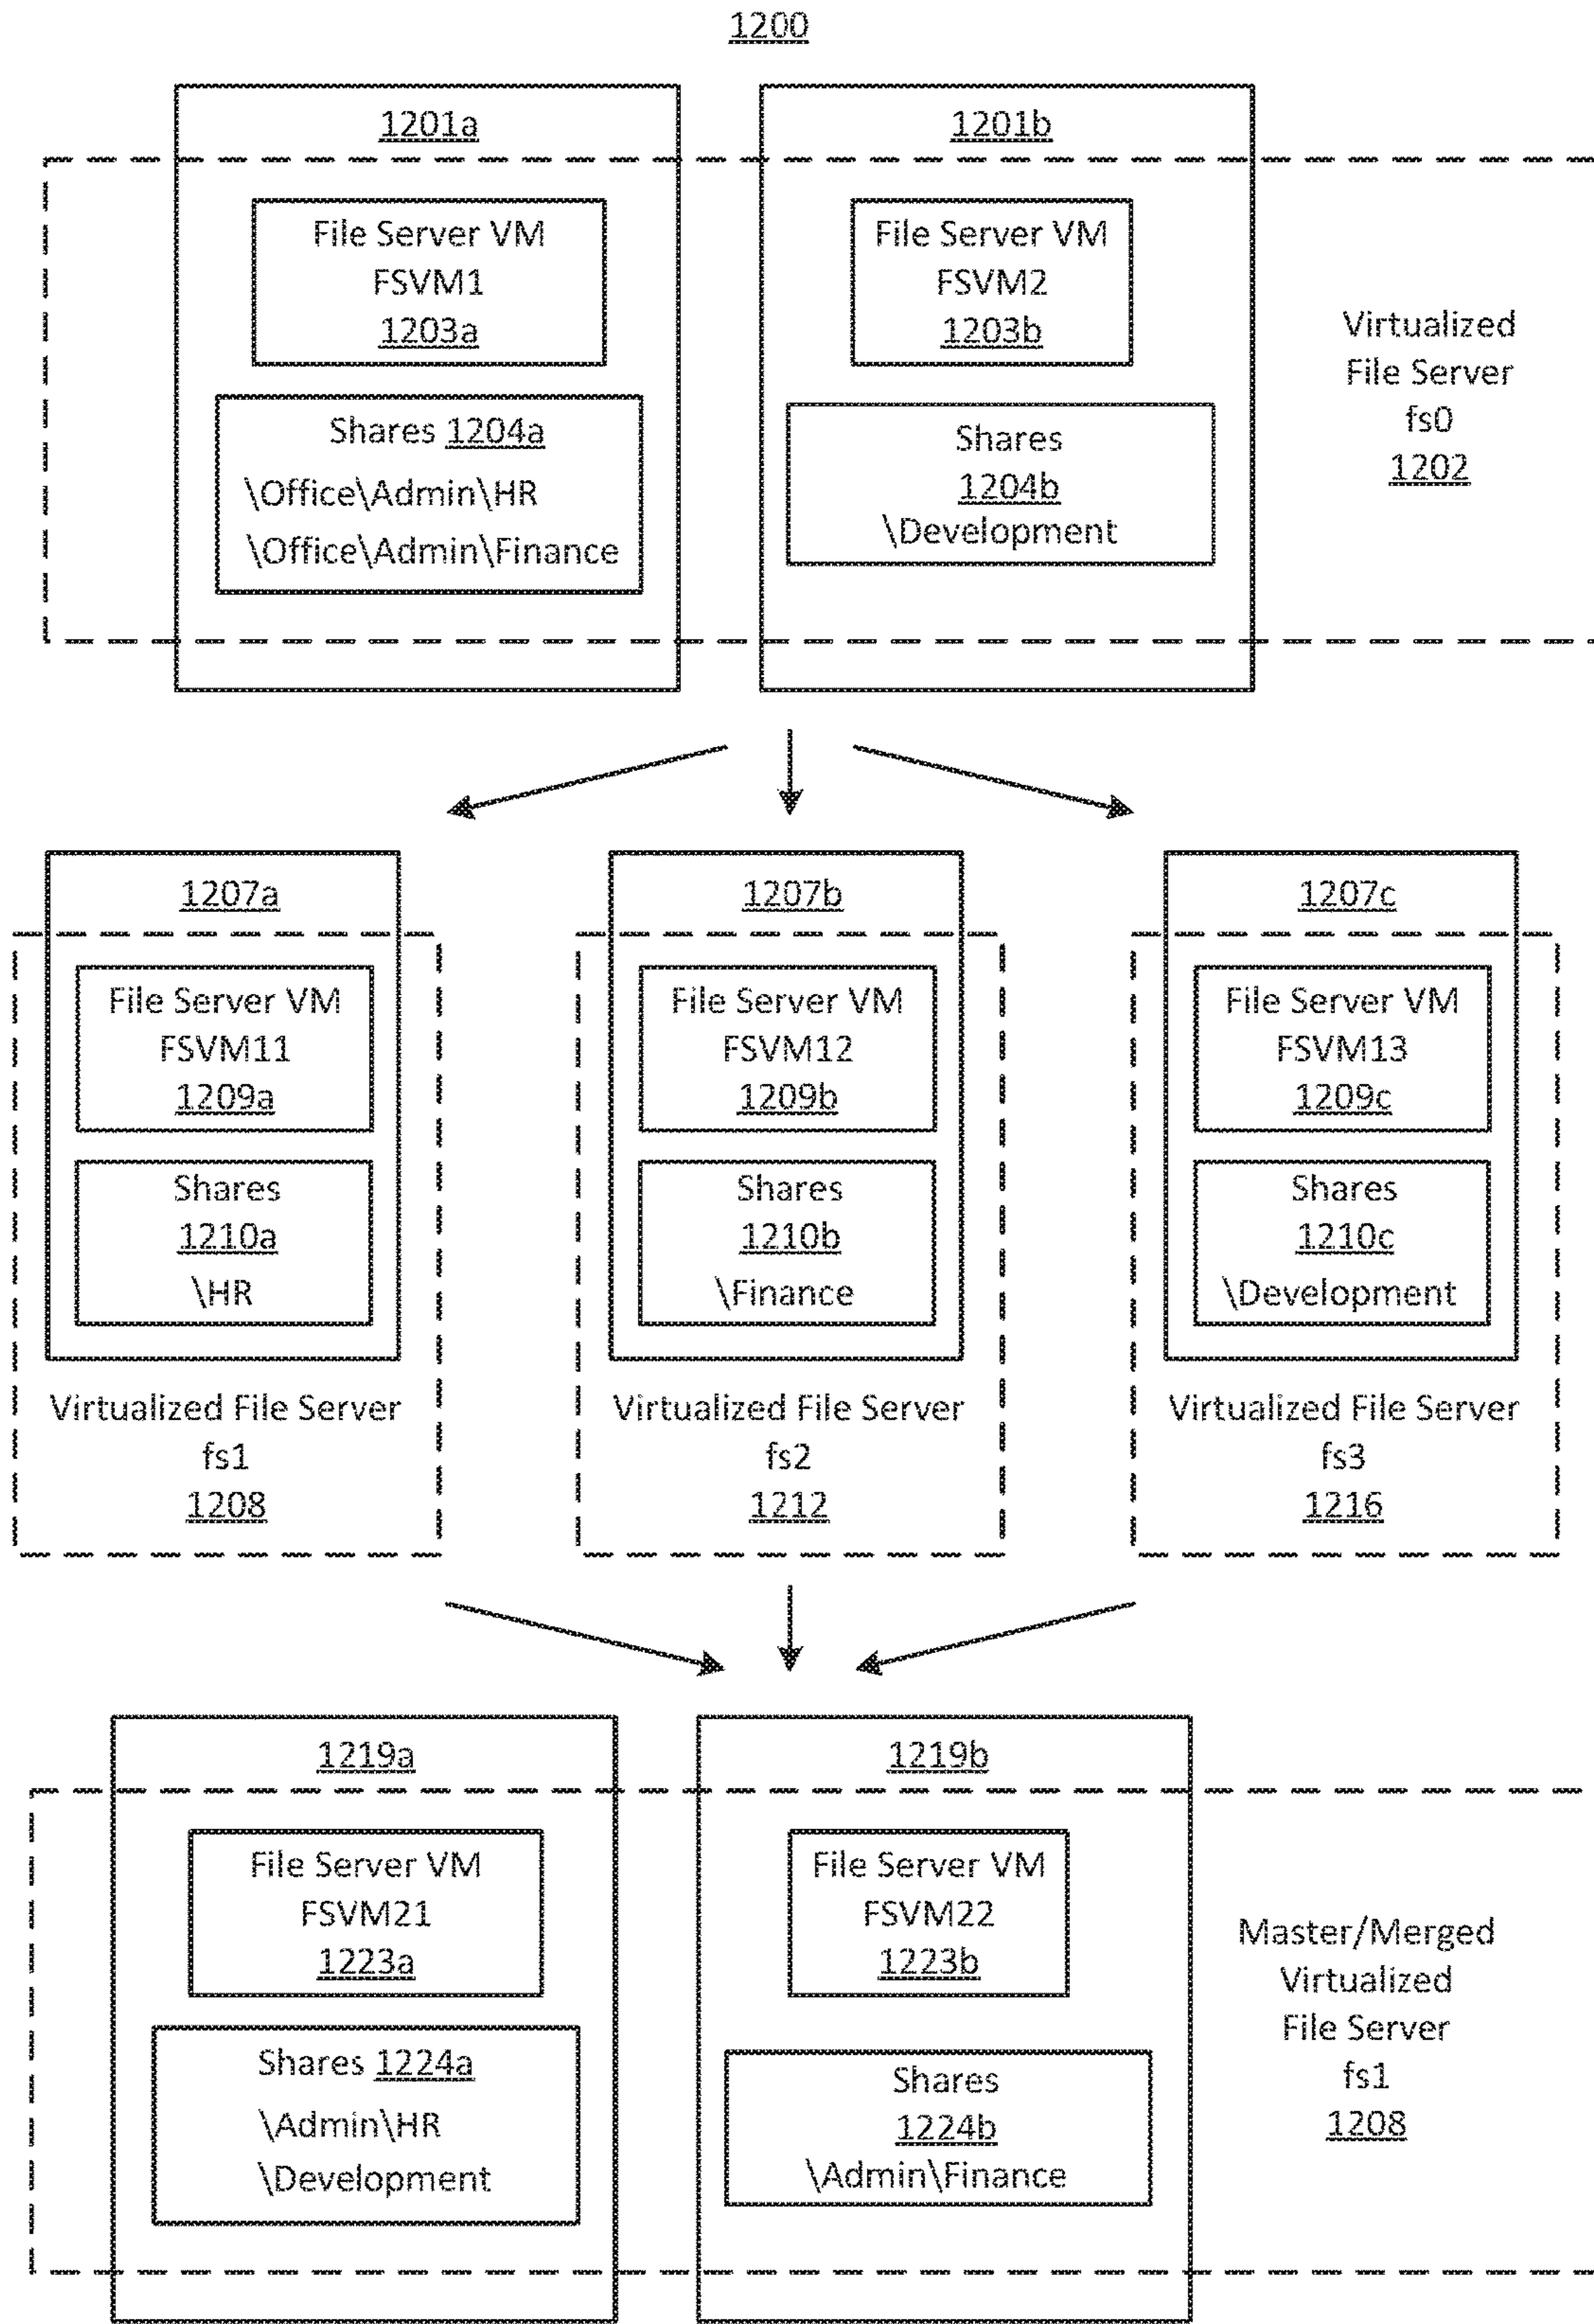 1200
1201a
File Server VM
FSVM1
1203a
Shares 1204a
\Office\Admin\HR
\Office\Admin\Finance
1201b
File Server VM
FSVM2
1203b
Shares
1204b
\Development
Virtualized
File Server
fs0
1202
1207a
File Server VM
FSVM11
1209a
Shares
1210a
\HR
Virtualized File Server
fs1
1208
1207b
File Server VM
FSVM12
1209b
Shares
1210b
\Finance
Virtualized File Server
fs2
1212
1207c
File Server VM
FSVM13
1209c
Shares
1210c
\Development
Virtualized File Server
fs3
1216
1219a
File Server VM
FSVM21
1223a
Shares 1224a
\Admin\HR
\Development
1219b
File Server VM
FSVM22
1223b
Shares
1224b
\Admin\Finance
Master/Merged
Virtualized
File Server
fs1
1208